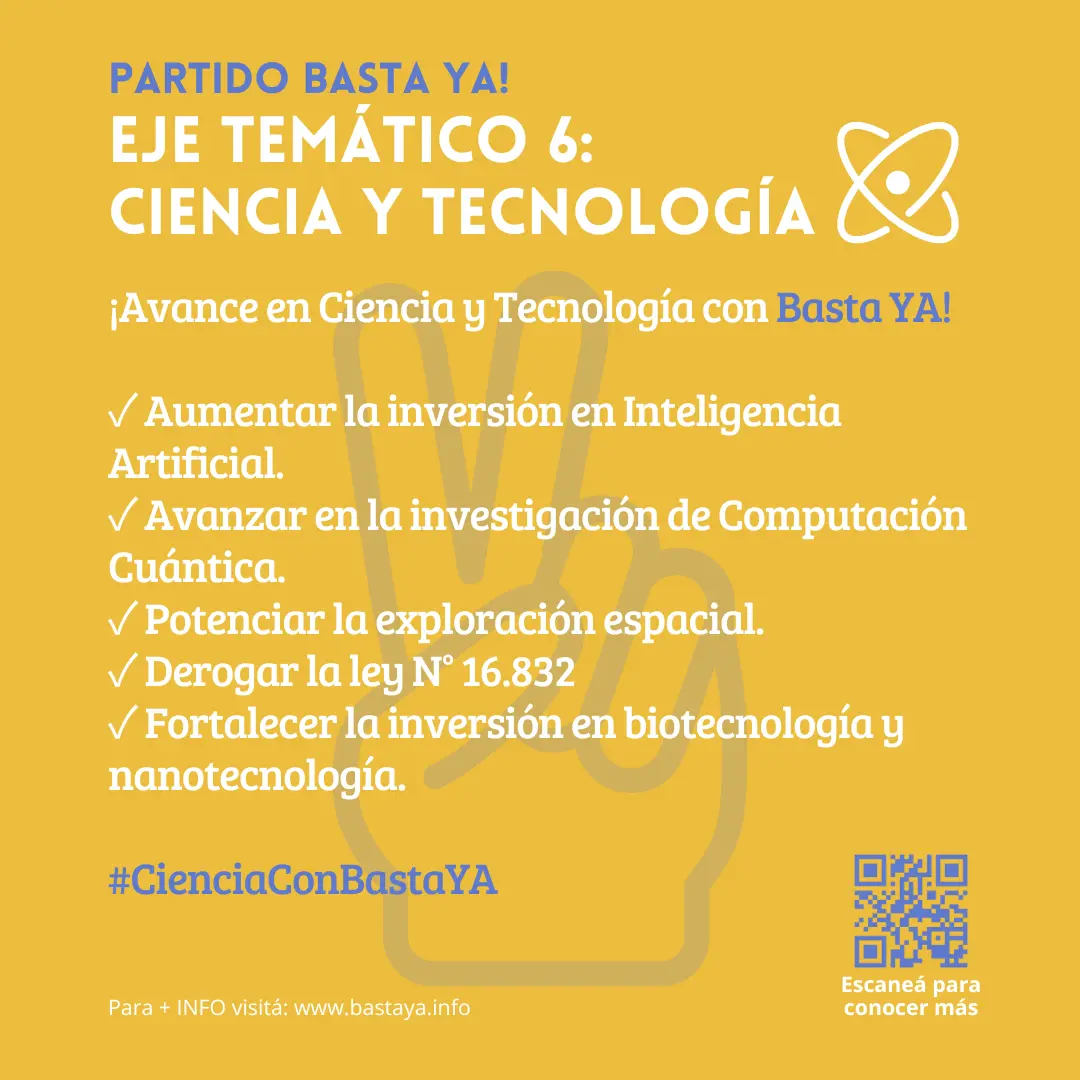 PARTIDO BASTA YA!
EJE TEMÁTICO 6:
CIENCIA Y TECNOLOGÍA
¡Avance en Ciencia y Tecnología con Basta YA!
✓ Aumentar la inversión en Inteligencia
Artificial.
✓ Avanzar en la investigación de Computación
Cuántica.
✓ Potenciar la exploración espacial.
✓ Derogar la ley N° 16.832
✓ Fortalecer la inversión en biotecnología y
nanotecnología.
#CienciaConBastaYA
Escaneá para
conocer más
Para + INFO visitá: www.bastaya.info